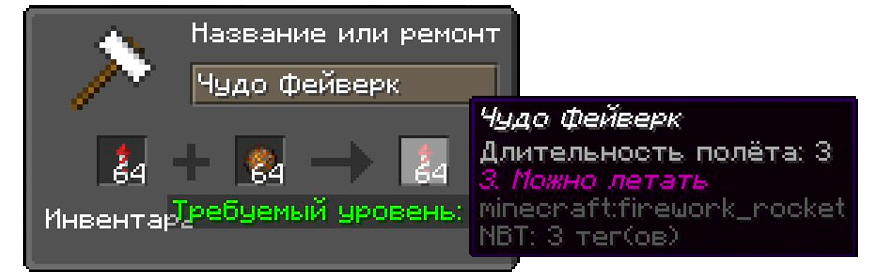 Название или ремонт
Чудо Фейверк
64
64
64
Инвентар
Требуемый уровень:
Чудо Фейверк
Длительность полёта: 3
3. Можно летать
minecraft:firework_rocket
NBT: 3 тег(ов)